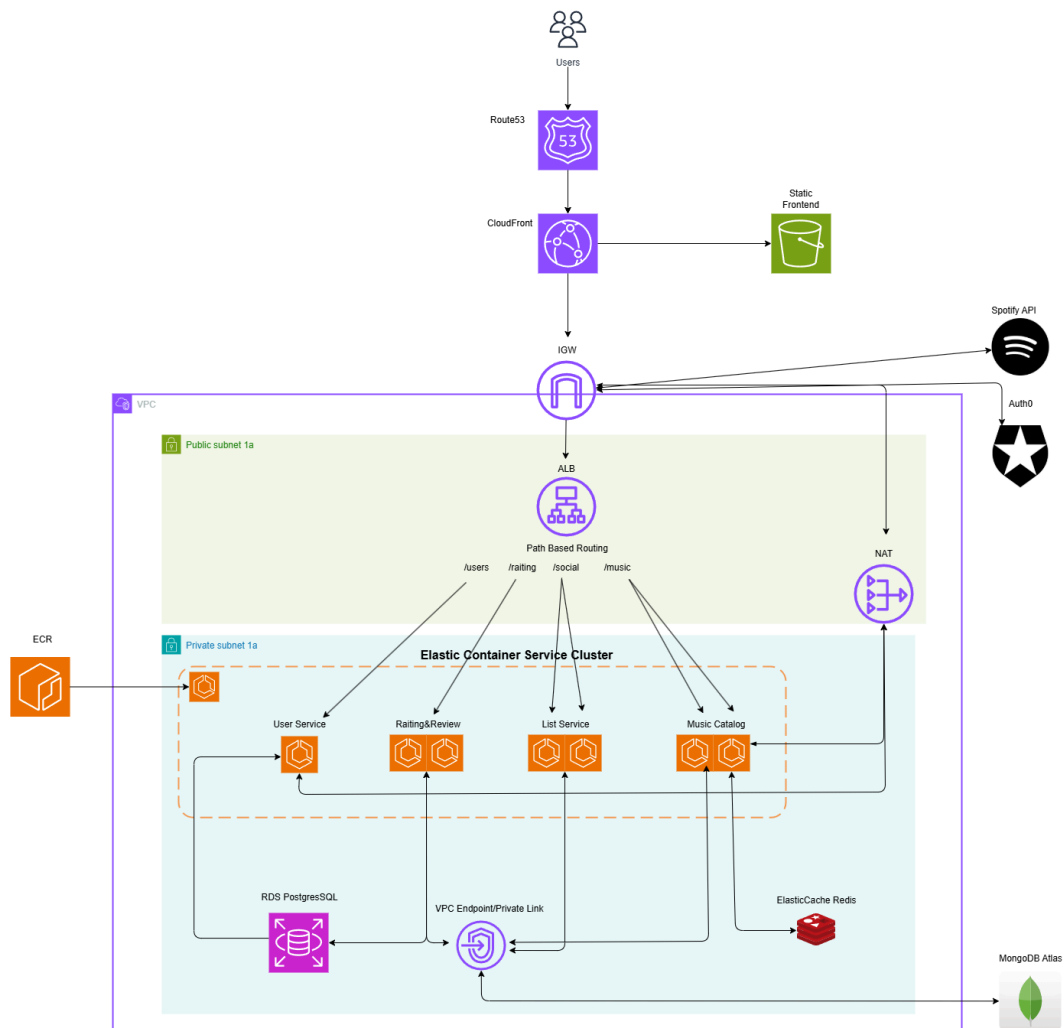 Users
Route53
53
CloudFront
Static
Frontend
Spotify API
IGW
Auth0
VPC
Public subnet 1a
ALB
Path Based Routing
/users
/raiting
/social
/music
NAT
ECR
Private subnet 1a
Elastic Container Service Cluster
User Service
Raiting&Review
List Service
Music Catalog
RDS PostgresSQL
VPC Endpoint/Private Link
ElasticCache Redis
MongoDB Atlas